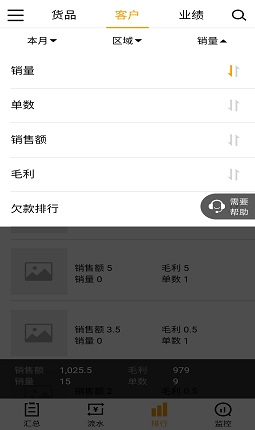 货品 客户 业绩
本月 区域 销量
销量
单数
销售额
毛利
欠款排行
需要
帮助
销售额 5 毛利 5
销量 0 单数 1
销售额 3.5 毛利 0.5
销量 0 单数 1
销售额 1,025.5 毛利 979
销量 15 单数 9
汇总 流水 排行 监控